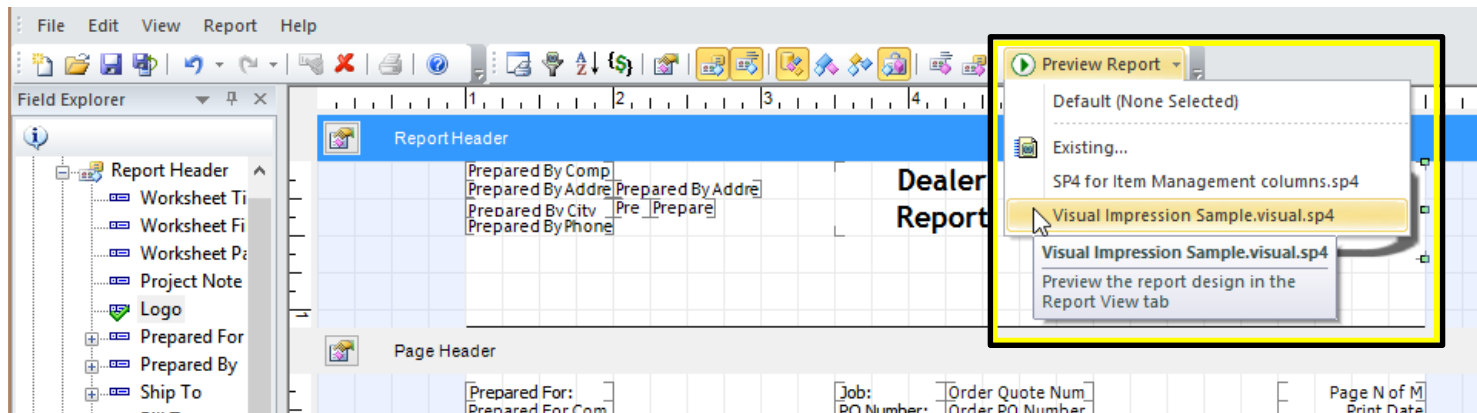 File Edit View Report Help
Preview Report
Field Explorer
1 2 3 4
Default (None Selected)
Report Header
Existing...
SP4 for Item Management columns.sp4
Visual Impression Sample.visual.sp4
Visual Impression Sample.visual.sp4
Preview the report design in the
Report View tab
Report Header
Worksheet Ti
Worksheet Fi
Worksheet Pa
Project Note
Logo
Prepared For
Prepared By
Ship To
Prepared By Comp
Prepared By Addre Prepared By Addre
Prepared By City Pre Prepare
Prepared By Phone
Dealer
Report
1
Page Header
Prepared For: Job: Order Quote Num Page N of M
Prepared For Com PO Number: Order PO Number Print Date